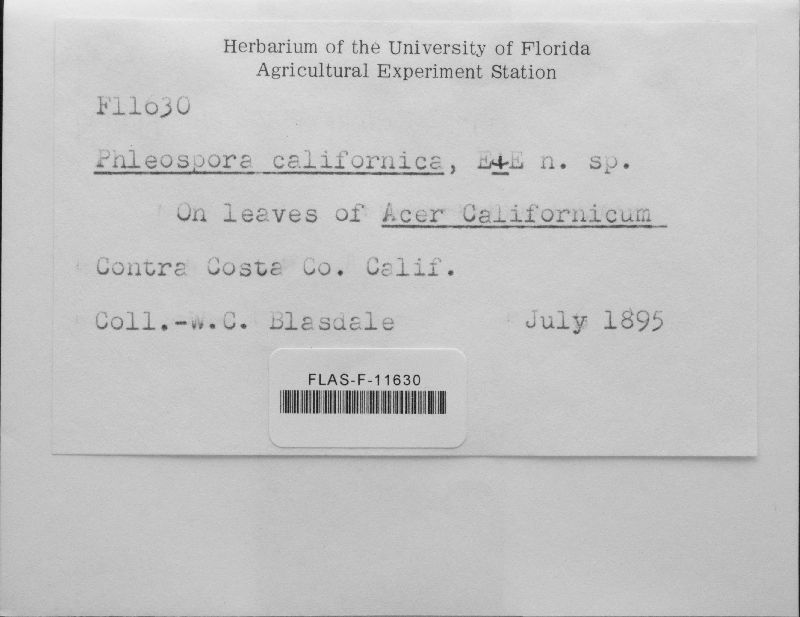 Herbarium of the University of Florida
Agricultural Experiment Station
F11630
Phleospora californica, E&E n. sp.
On leaves of Acer Californicum
Contra Costa Co. Calif.
Coll.-W.C. Blasdale July 1895
FLAS-F-11630